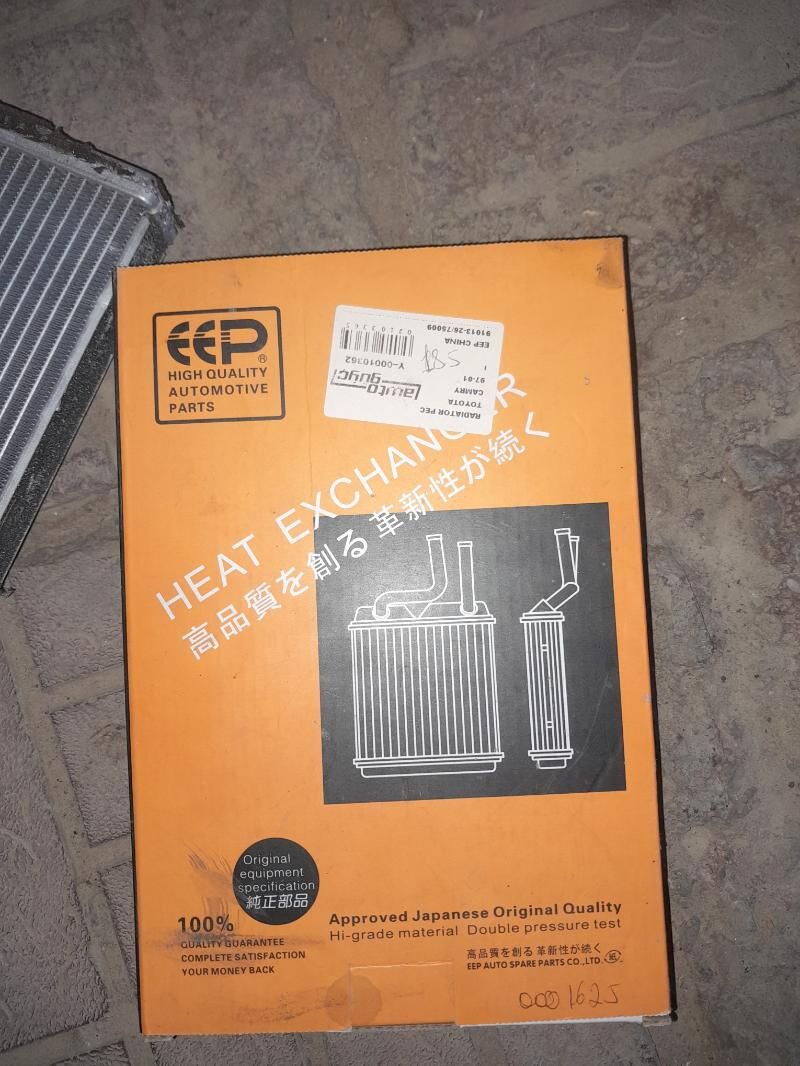 EEP®
HIGH QUALITY
AUTOMOTIVE
PARTS
RADIATOR PEC
TOYOTA
CAMRY
97-01
1
EEP CHINA
91013-26/75009
Y-00010362
02103365
185
HEAT EXCHANGER
高品質を創る 革新性が続く
Original
equipment
specification
純正部品
100%
QUALITY GUARANTEE
COMPLETE SATISFACTION
YOUR MONEY BACK
Approved Japanese Original Quality
Hi-grade material Double pressure test
高品質を創る 革新性が続く
EEP AUTO SPARE PARTS CO.,LTD.
0001625